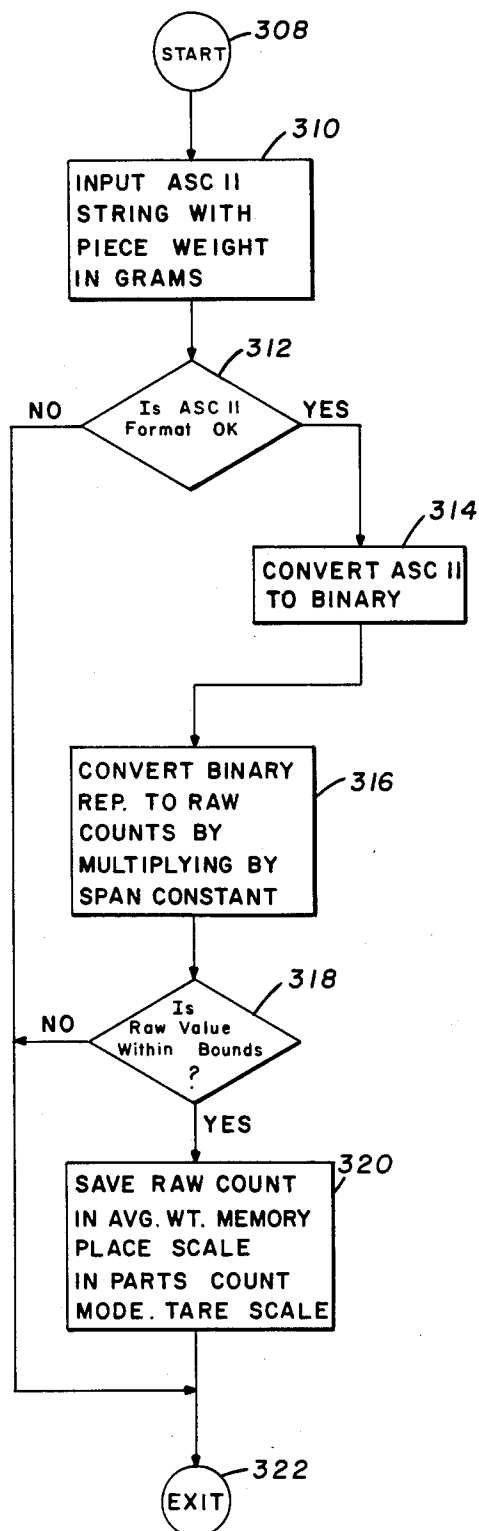 308
START
310
INPUT ASC II
STRING WITH
PIECE WEIGHT
IN GRAMS
312
NO
Is ASC II
Format OK
YES
314
CONVERT ASC II
TO BINARY
CONVERT BINARY
REP. TO RAW
COUNTS BY
MULTIPLYING BY
SPAN CONSTANT
316
318
NO
Is
Raw Value
Within Bounds
?
YES
320
SAVE RAW COUNT
IN AVG. WT. MEMORY
PLACE SCALE
IN PARTS COUNT
MODE. TARE SCALE
322
EXIT